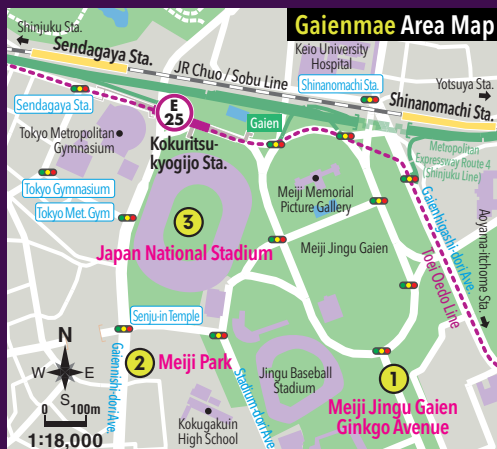 Gaienmae Area Map
Shinjuku Sta.
Sendagaya Sta.
JR Chuo / Sobu Line
Keio University
Hospital
Shinanomachi Sta.
Yotsuya Sta.
Shinanomachi Sta.
Sendagaya Sta.
E
25
Gaien
Kokuritsu-
kyogijo Sta.
Tokyo Metropolitan
Gymnasium
Metropolitan
Expressway Route 4
(Shinjuku Line)
Tokyo Gymnasium
Tokyo Met. Gym
Meiji Memorial
Picture Gallery
Gaienhigashi-dori Ave.
Toei Oedo Line
Aoyama-itchome Sta.
3
Japan National Stadium
Meiji Jingu Gaien
Senju-in Temple
N
W
E
S
0
100m
1:18,000
Gaiennishi-dori Ave.
2
Meiji Park
Stadium-dori Ave.
Jingu Baseball
Stadium
Kokugakuin
High School
1
Meiji Jingu Gaien
Ginkgo Avenue